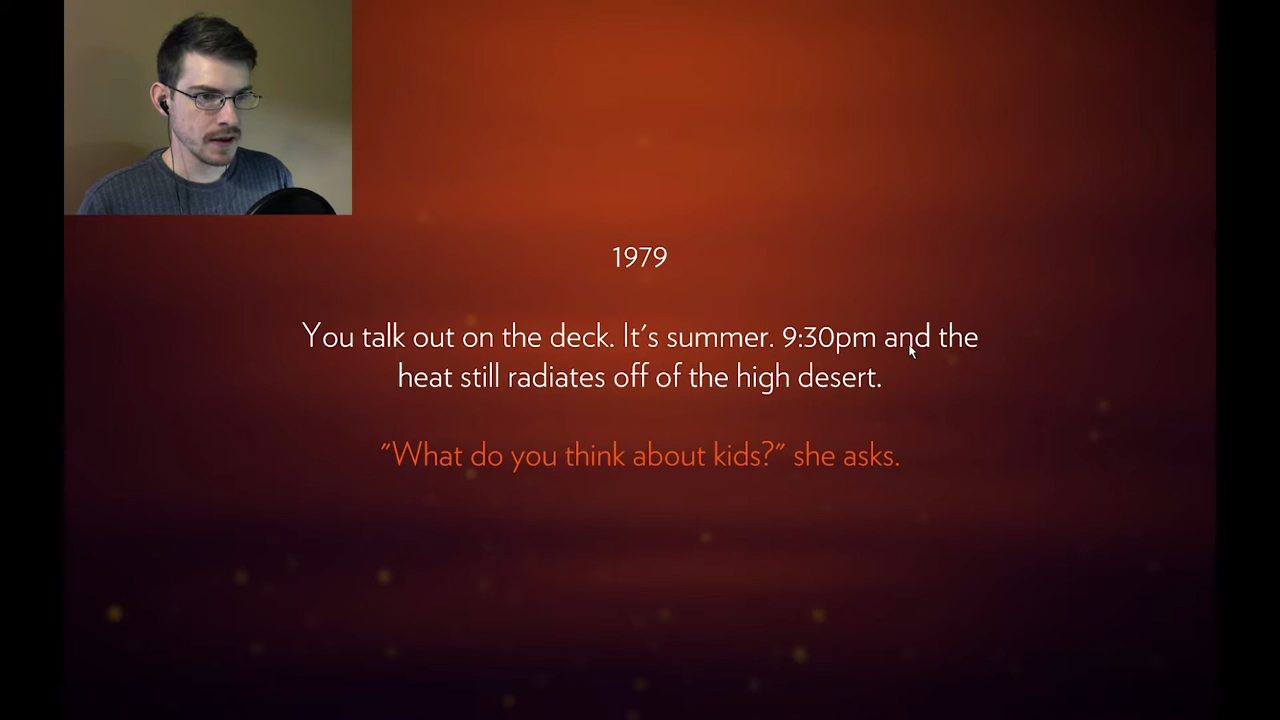 1979
You talk out on the deck. It's summer. 9:30pm and the
heat still radiates off of the high desert.
"What do you think about kids?" she asks.